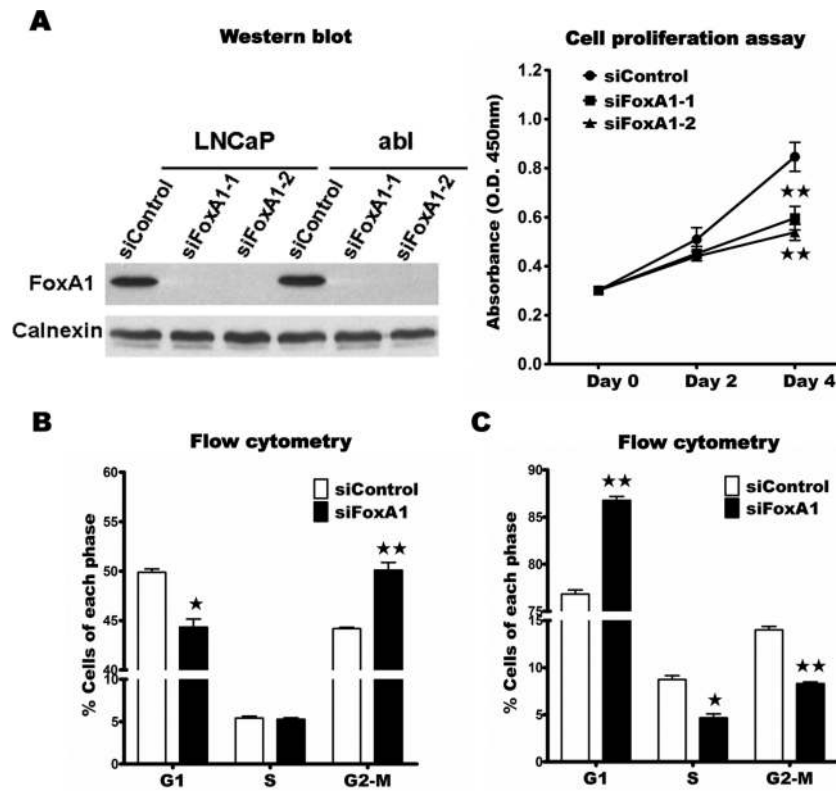 A
Western blot
LNCaP
abl
siControl
siFoxA1-1
siFoxA1-2
siControl
siFoxA1-1
siFoxA1-2
FoxA1
Calnexin
Cell proliferation assay
siControl
siFoxA1-1
siFoxA1-2
Absorbance (O.D. 450nm)
1.2
1.0
0.8
0.6
0.4
0.2
0.0
★★
★★
Day 0 Day 2 Day 4
B
Flow cytometry
siControl
siFoxA1
% Cells of each phase
60
55
50
45
40
10
5
0
★
★★
G1 S G2-M
C
Flow cytometry
siControl
siFoxA1
% Cells of each phase
90
85
80
75
15
10
5
0
★★
★
★★
G1 S G2-M